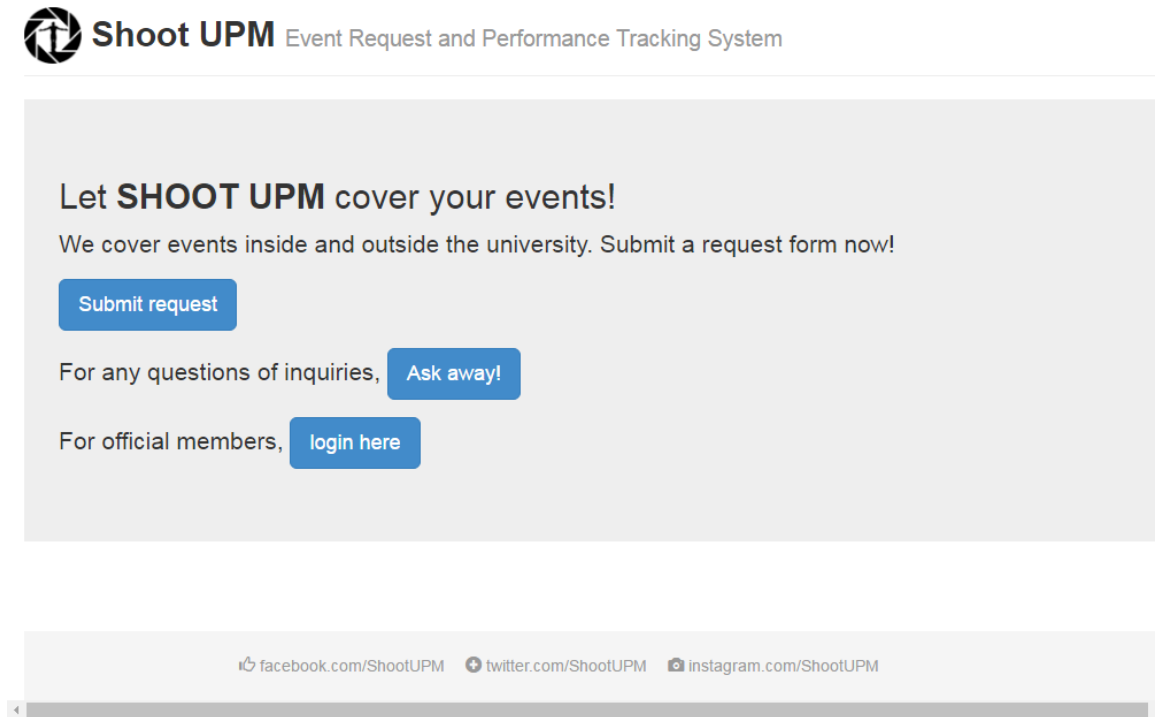 Shoot UPM Event Request and Performance Tracking System
Let SHOOT UPM cover your events!
We cover events inside and outside the university. Submit a request form now!
Submit request
For any questions of inquiries, Ask away!
For official members, login here
facebook.com/ShootUPM twitter.com/ShootUPM instagram.com/ShootUPM